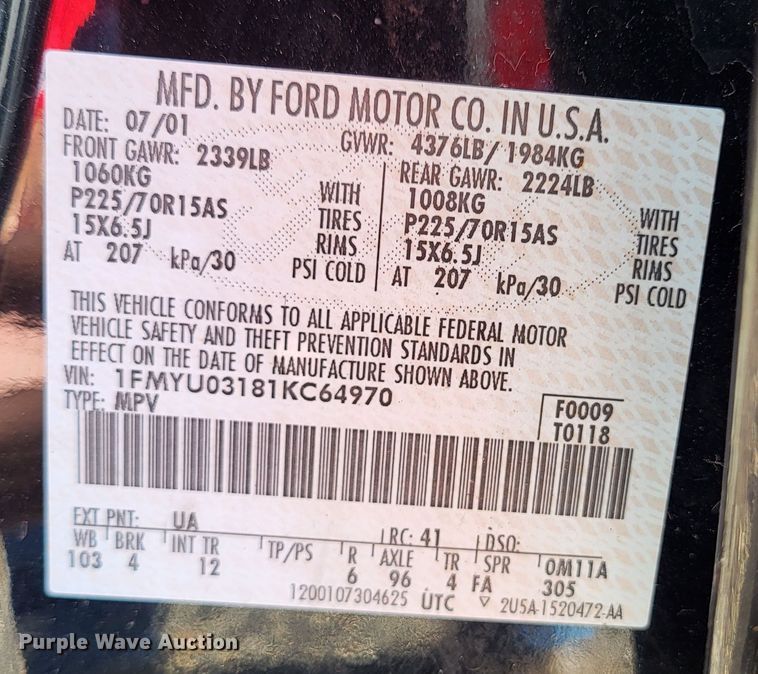 MFD. BY FORD MOTOR CO. IN U.S.A.
DATE: 07/01 GVWR: 4376LB/ 1984KG
FRONT GAWR: 2339LB REAR GAWR: 2224LB
1060KG WITH 1008KG WITH
P225/70R15AS TIRES P225/70R15AS TIRES
15X6.5J RIMS 15X6.5J RIMS
AT 207 kPa/30 PSI COLD AT 207 kPa/30 PSI COLD
THIS VEHICLE CONFORMS TO ALL APPLICABLE FEDERAL MOTOR
VEHICLE SAFETY AND THEFT PREVENTION STANDARDS IN
EFFECT ON THE DATE OF MANUFACTURE SHOWN ABOVE.
VIN: 1FMYU03181KC64970
TYPE: MPV
F0009
T0118
EXT PNT: UA RC: 41 DSO:
WB BRK INT TR TP/PS R AXLE TR SPR 0M11A
103 4 12 6 96 4 FA 305
1200107304625 UTC ▽ 2U5A-1520472-AA
Purple Wave Auction